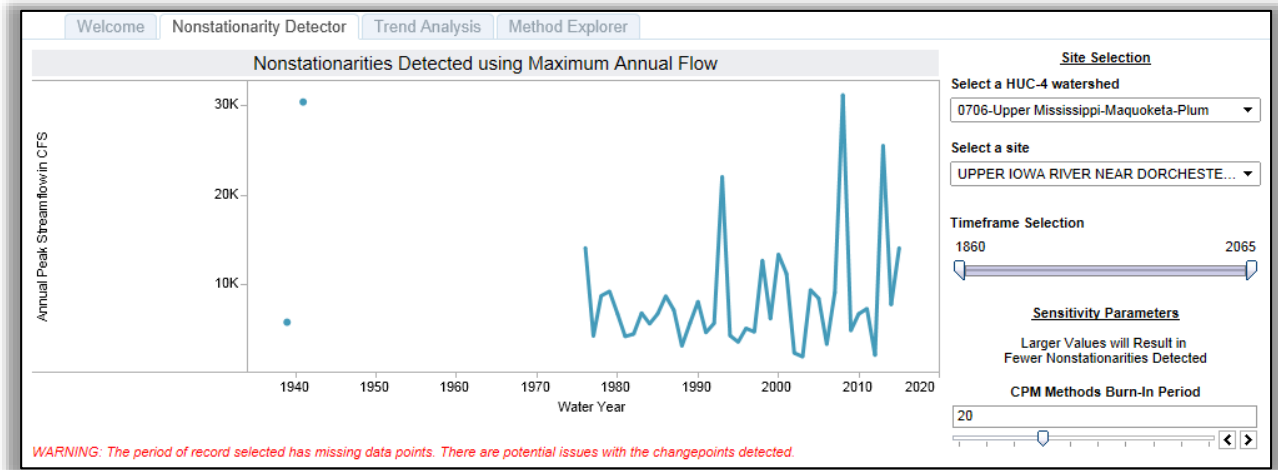 Welcome
Nonstationarity Detector
Trend Analysis
Method Explorer
Nonstationarities Detected using Maximum Annual Flow
Annual Peak Streamflow in CFS
30K
20K
10K
1940
1950
1960
1970
1980
1990
2000
2010
2020
Water Year
WARNING: The period of record selected has missing data points. There are potential issues with the changepoints detected.
Site Selection
Select a HUC-4 watershed
0706-Upper Mississippi-Maquoketa-Plum
Select a site
UPPER IOWA RIVER NEAR DORCHESTE...
Timeframe Selection
1860
2065
Sensitivity Parameters
Larger Values will Result in
Fewer Nonstationarities Detected
CPM Methods Burn-In Period
20